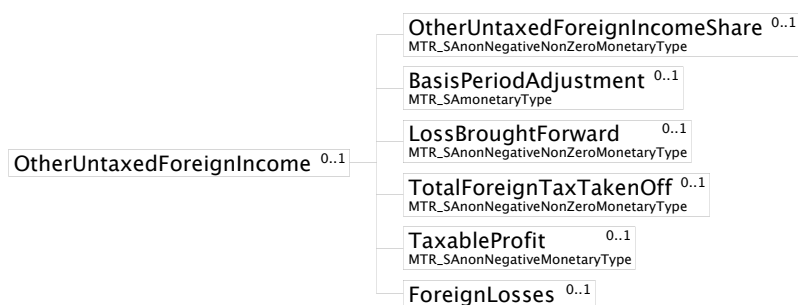 OtherUntaxedForeignIncomeShare 0..1
MTR_SAnonNegativeNonZeroMonetaryType
BasisPeriodAdjustment 0..1
MTR_SAmonetaryType
LossBroughtForward 0..1
MTR_SAnonNegativeNonZeroMonetaryType
OtherUntaxedForeignIncome 0..1
TotalForeignTaxTakenOff 0..1
MTR_SAnonNegativeNonZeroMonetaryType
TaxableProfit 0..1
MTR_SAnonNegativeMonetaryType
ForeignLosses 0..1